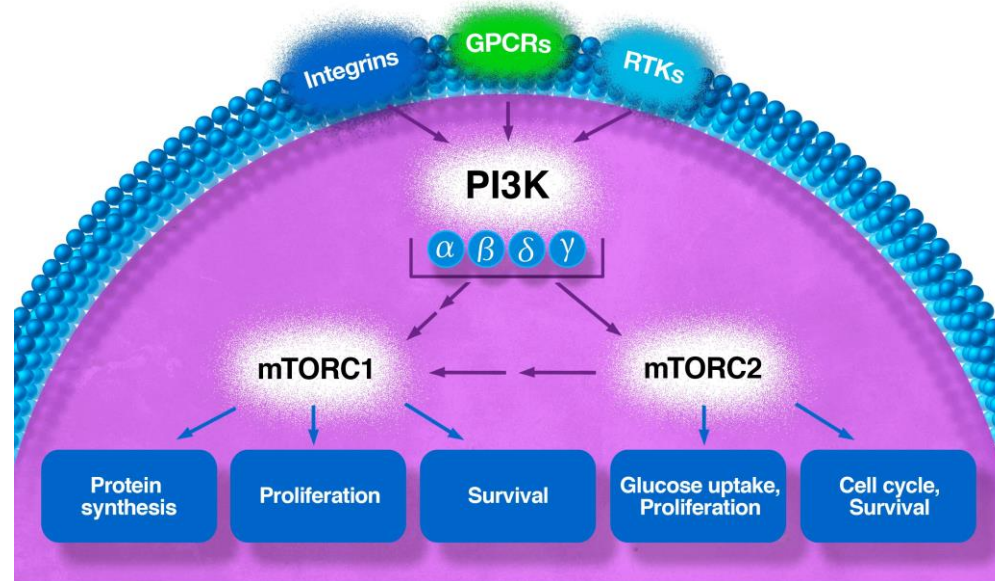 Integrins
GPCRs
RTKs
PI3K
α β δ γ
mTORC1
mTORC2
Protein
synthesis
Proliferation
Survival
Glucose uptake,
Proliferation
Cell cycle,
Survival